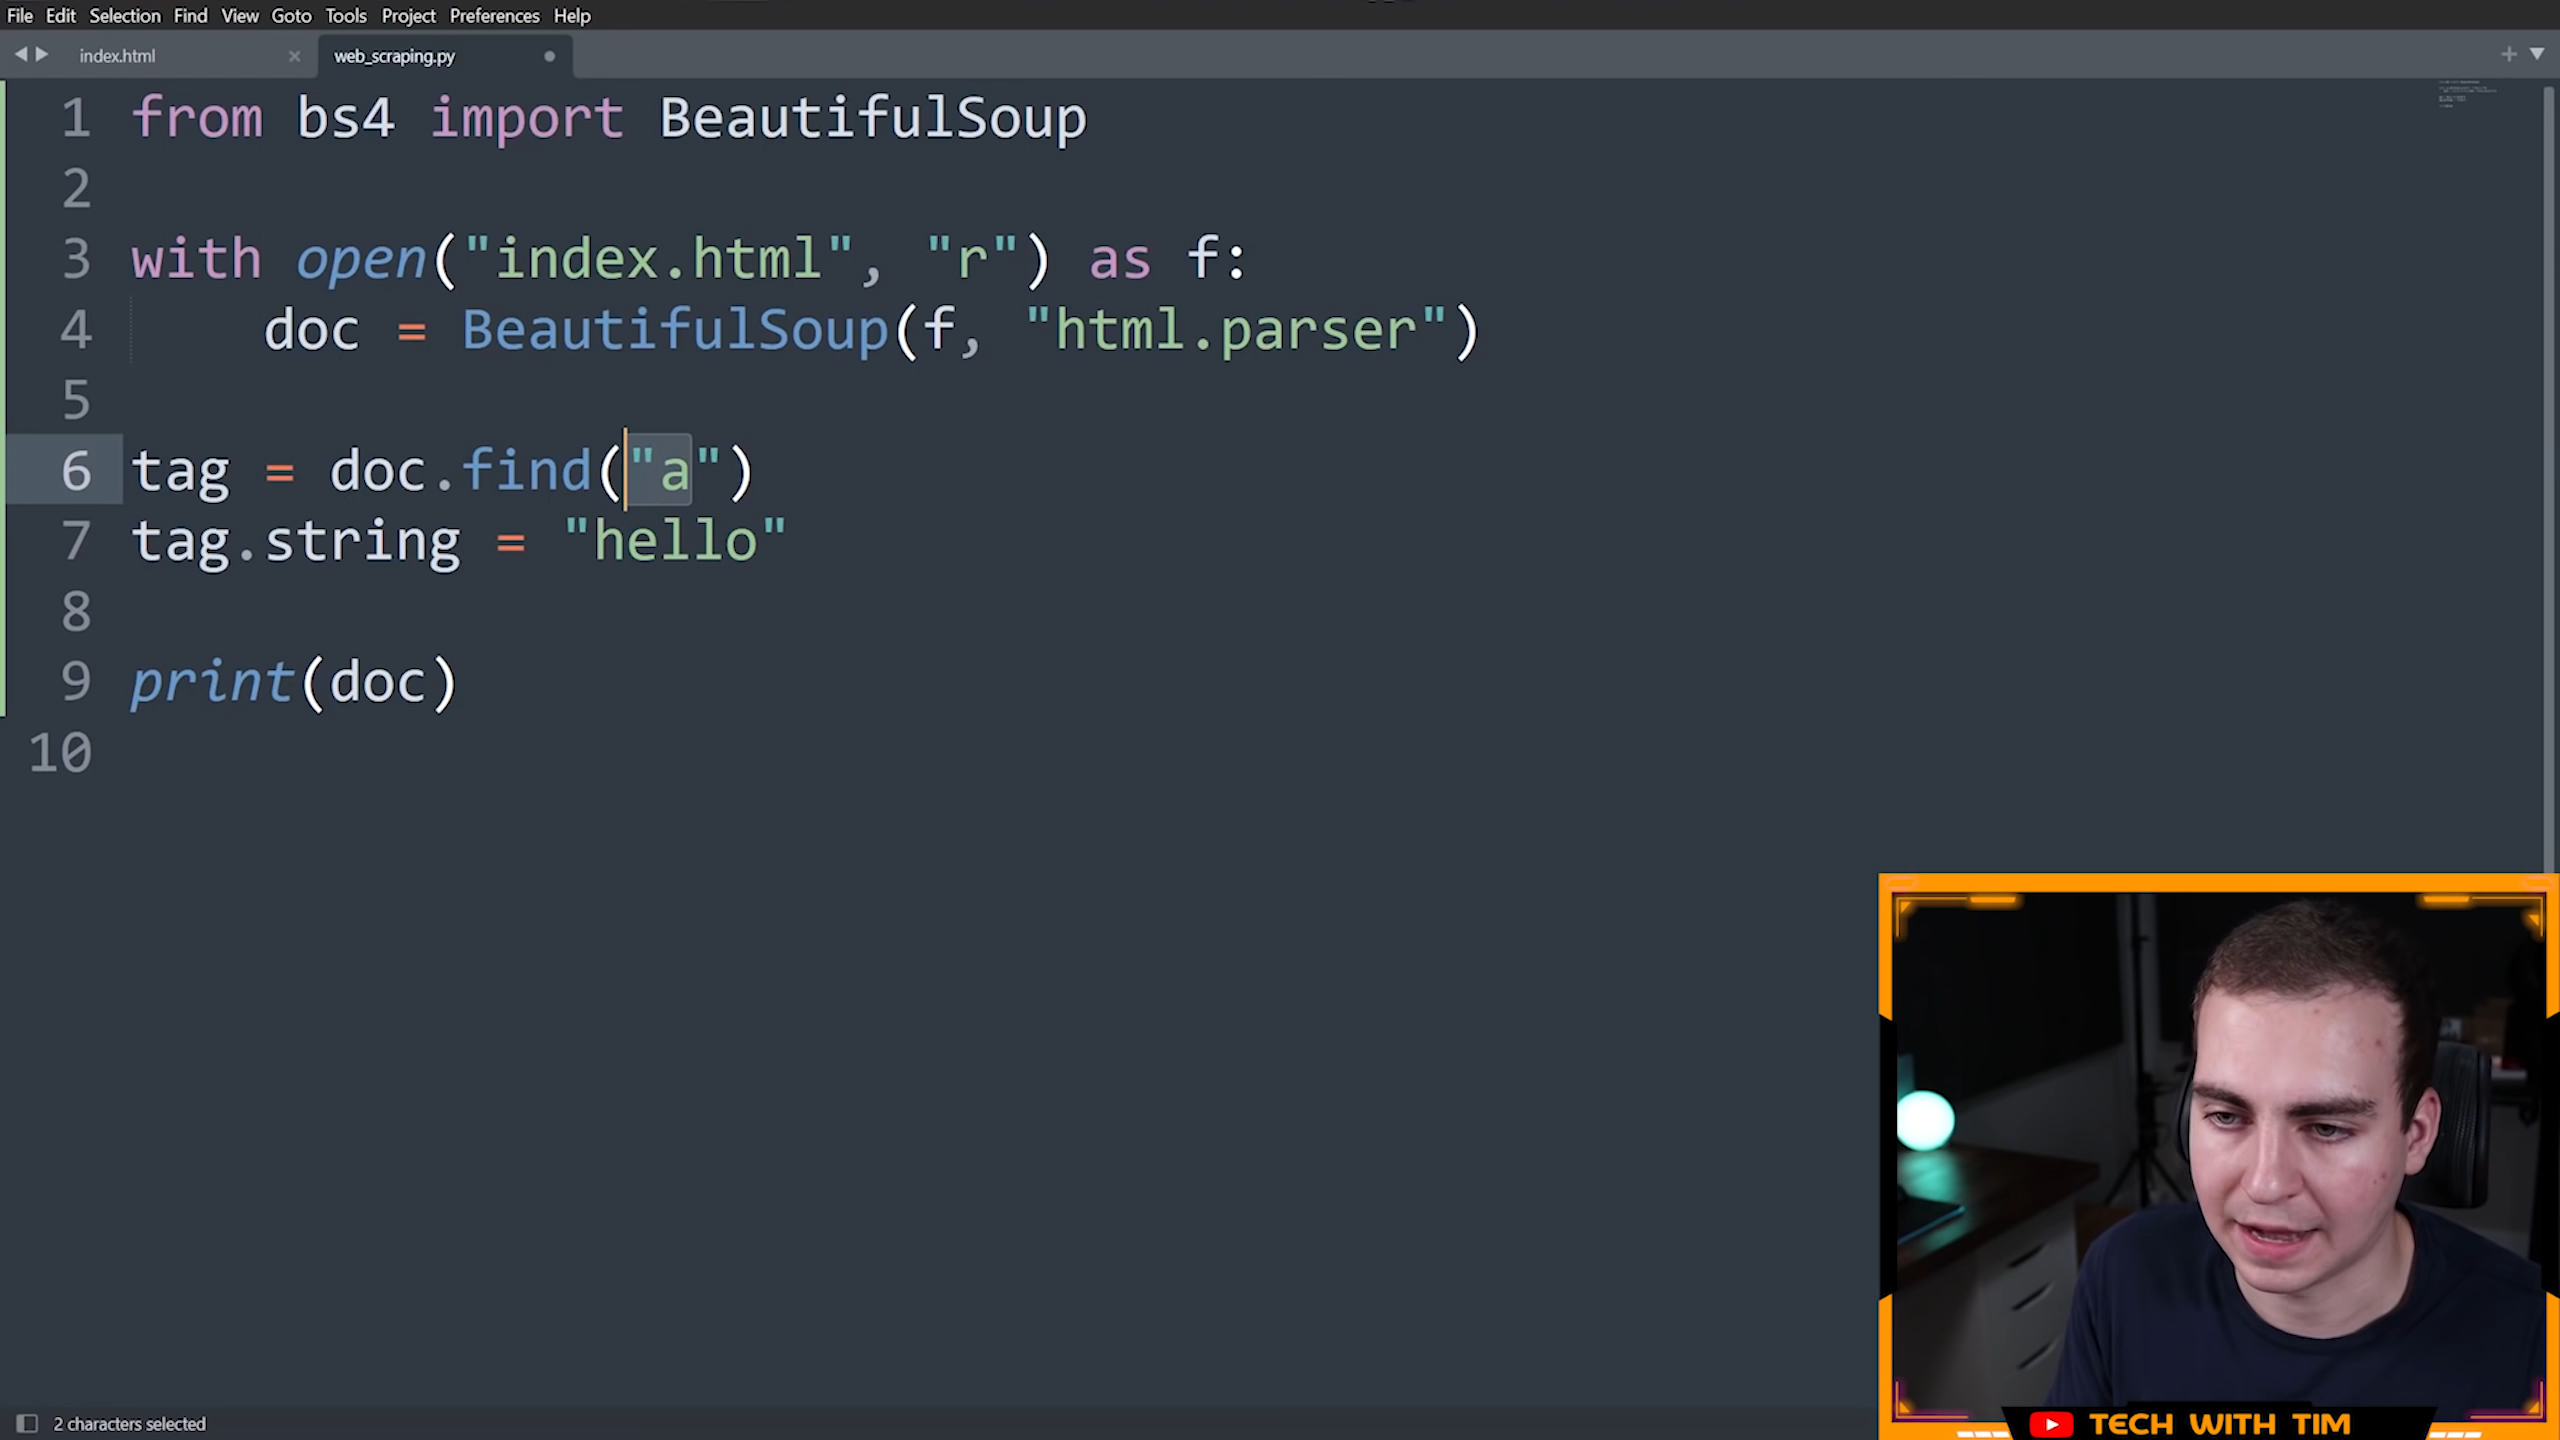 File Edit Selection Find View Goto Tools Project Preferences Help
index.html × web_scraping.py
1 from bs4 import BeautifulSoup
2
3 with open("index.html", "r") as f:
4 doc = BeautifulSoup(f, "html.parser")
5
6 tag = doc.find("a")
7 tag.string = "hello"
8
9 print(doc)
10
2 characters selected
TECH WITH TIM